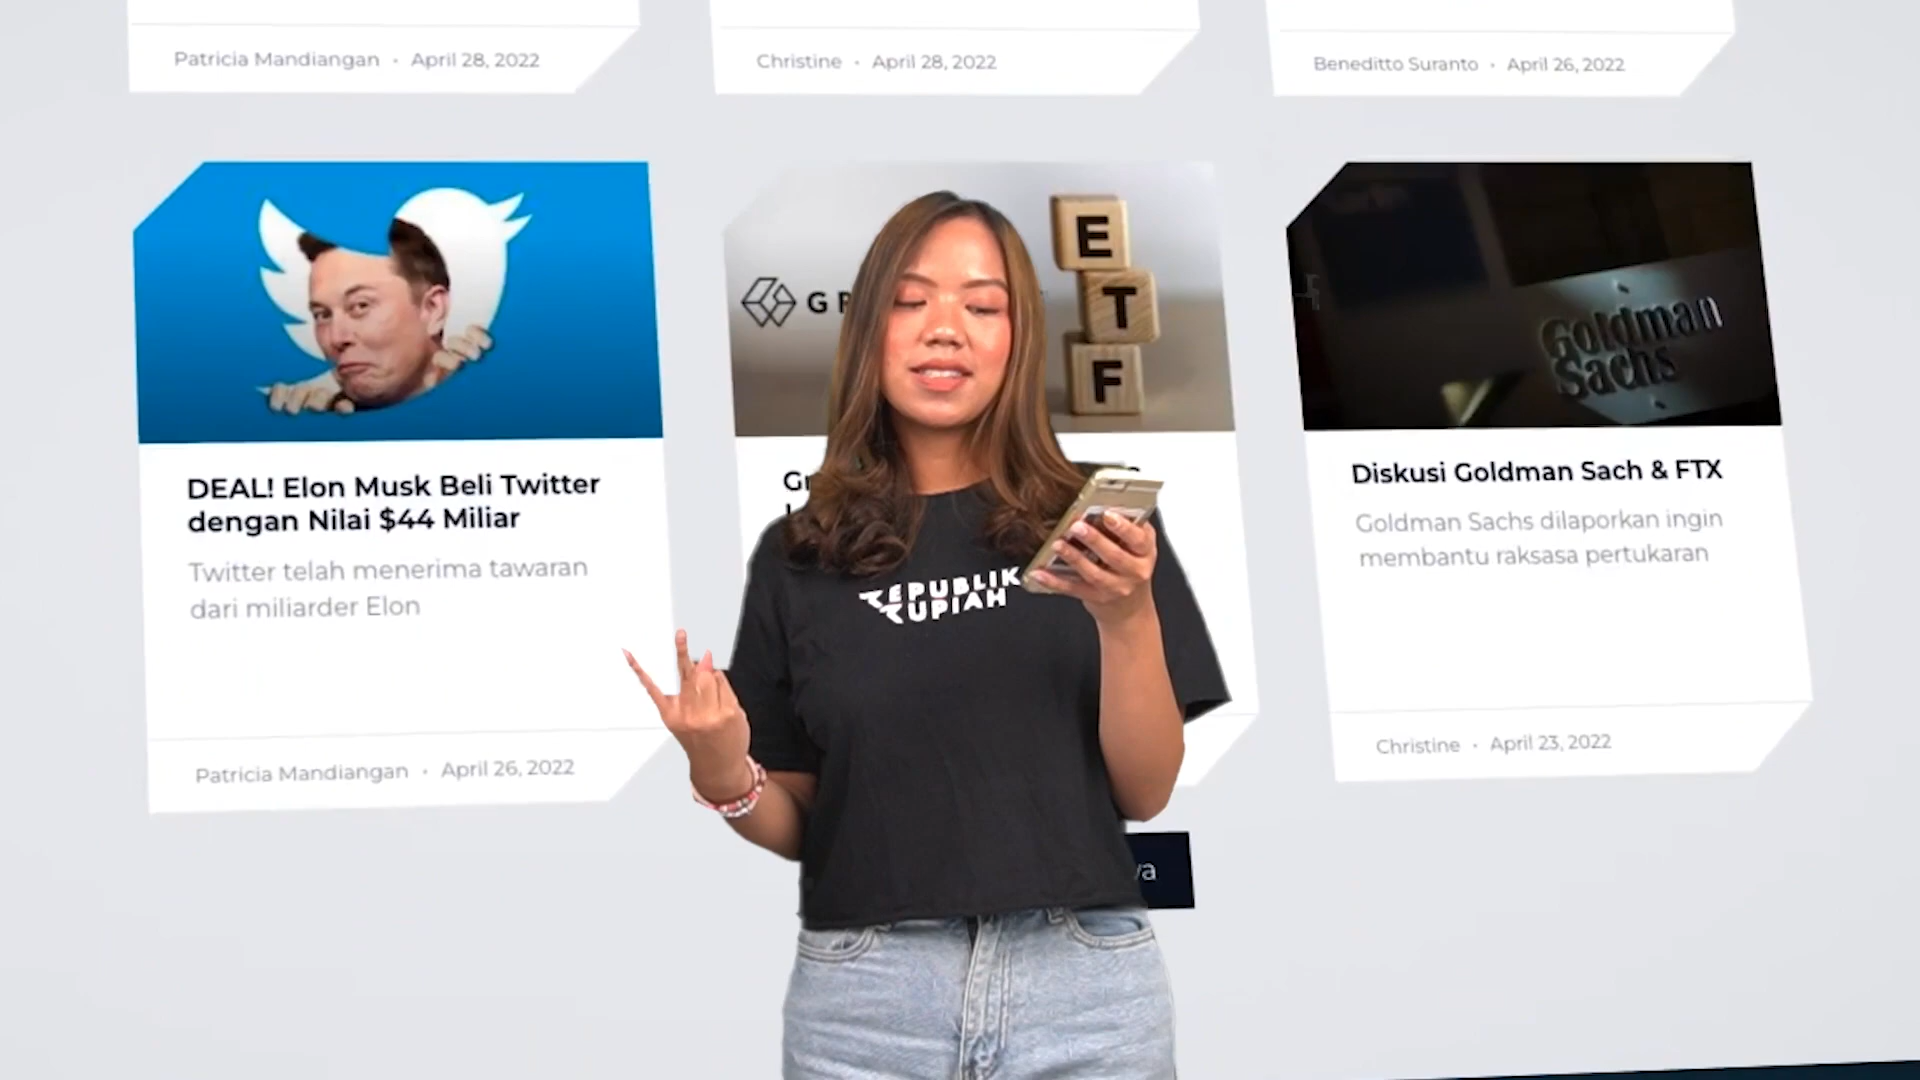 Patricia Mandiangan • April 28, 2022
Christine • April 28, 2022
Beneditto Suranto • April 26, 2022
E
T
F
Goldman
Sachs
DEAL! Elon Musk Beli Twitter
dengan Nilai $44 Miliar
Twitter telah menerima tawaran
dari miliarder Elon
Patricia Mandiangan • April 26, 2022
REPUBLIK
RUPIAH
Diskusi Goldman Sach & FTX
Goldman Sachs dilaporkan ingin
membantu raksasa pertukaran
Christine • April 23, 2022